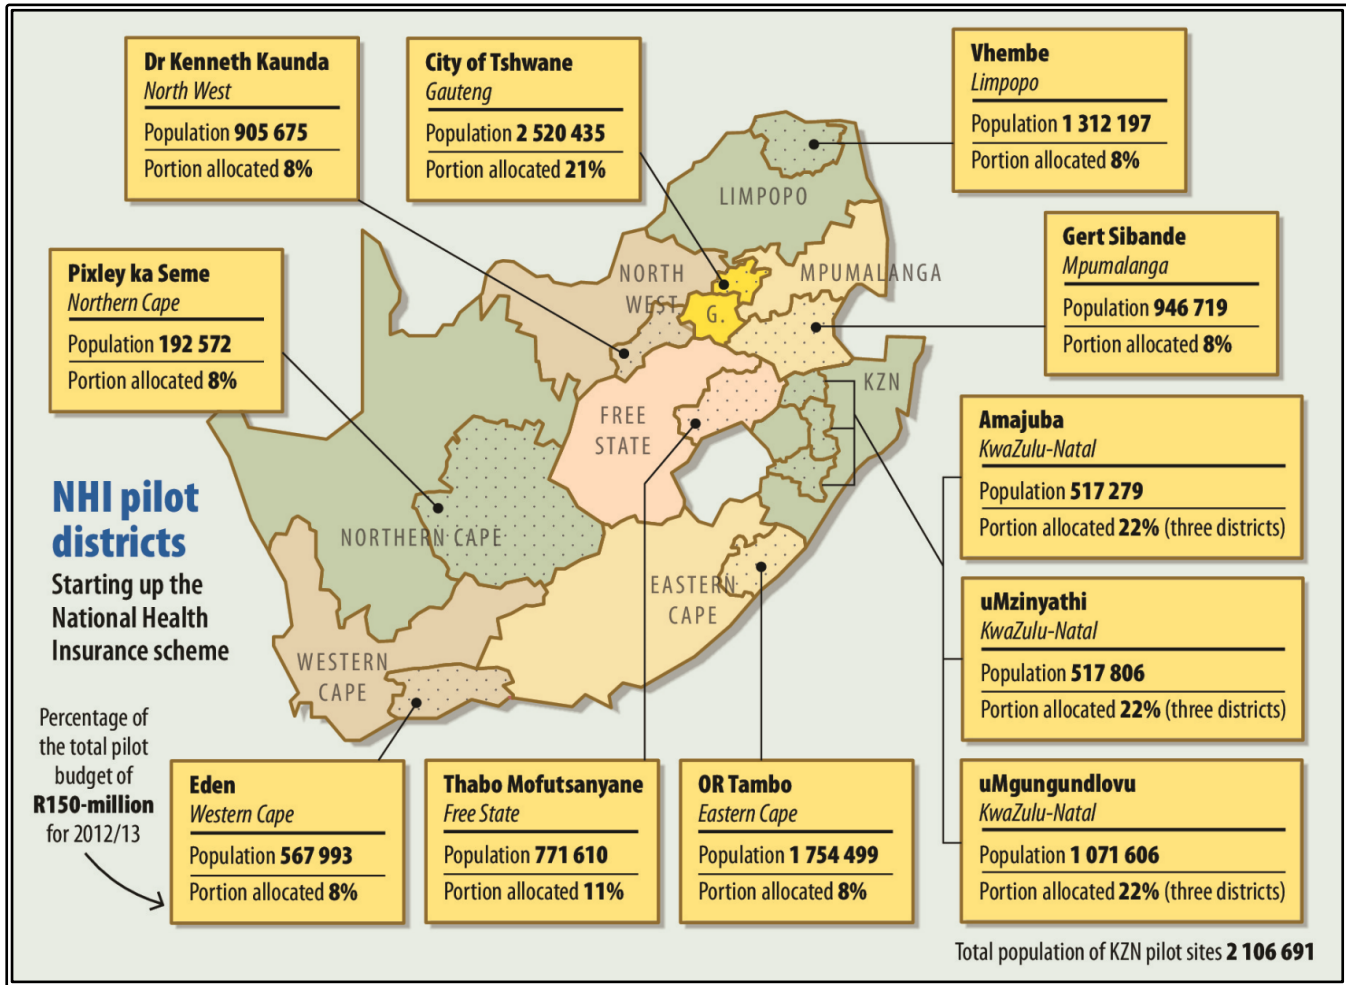 Dr Kenneth Kaunda
North West
Population 905 675
Portion allocated 8%
City of Tshwane
Gauteng
Population 2 520 435
Portion allocated 21%
Vhembe
Limpopo
Population 1 312 197
Portion allocated 8%
Gert Sibande
Mpumalanga
Population 946 719
Portion allocated 8%
Pixley ka Seme
Northern Cape
Population 192 572
Portion allocated 8%
LIMPOPO
NORTH
WEST
MPUMALANGA
G.
KZN
FREE
STATE
NORTHERN CAPE
EASTERN
CAPE
WESTERN
CAPE
Amajuba
KwaZulu-Natal
Population 517 279
Portion allocated 22% (three districts)
uMzinyathi
KwaZulu-Natal
Population 517 806
Portion allocated 22% (three districts)
uMgungundlovu
KwaZulu-Natal
Population 1 071 606
Portion allocated 22% (three districts)
NHI pilot
districts
Starting up the
National Health
Insurance scheme
Percentage of
the total pilot
budget of
R150-million
for 2012/13
Eden
Western Cape
Population 567 993
Portion allocated 8%
Thabo Mofutsanyane
Free State
Population 771 610
Portion allocated 11%
OR Tambo
Eastern Cape
Population 1 754 499
Portion allocated 8%
Total population of KZN pilot sites 2 106 691